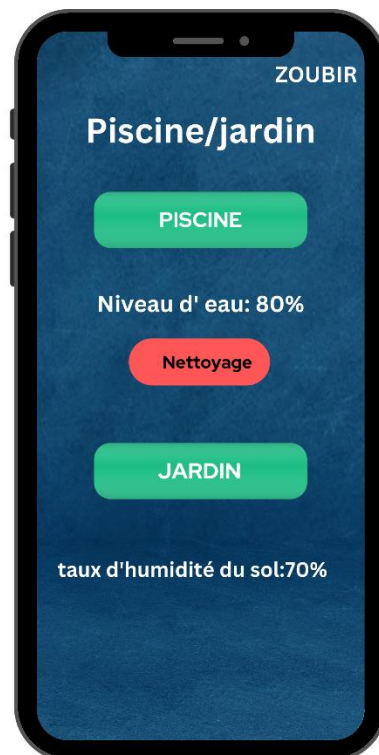 ZOUBIR
Piscine/jardin
PISCINE
Niveau d' eau: 80%
Nettoyage
JARDIN
taux d'humidité du sol:70%